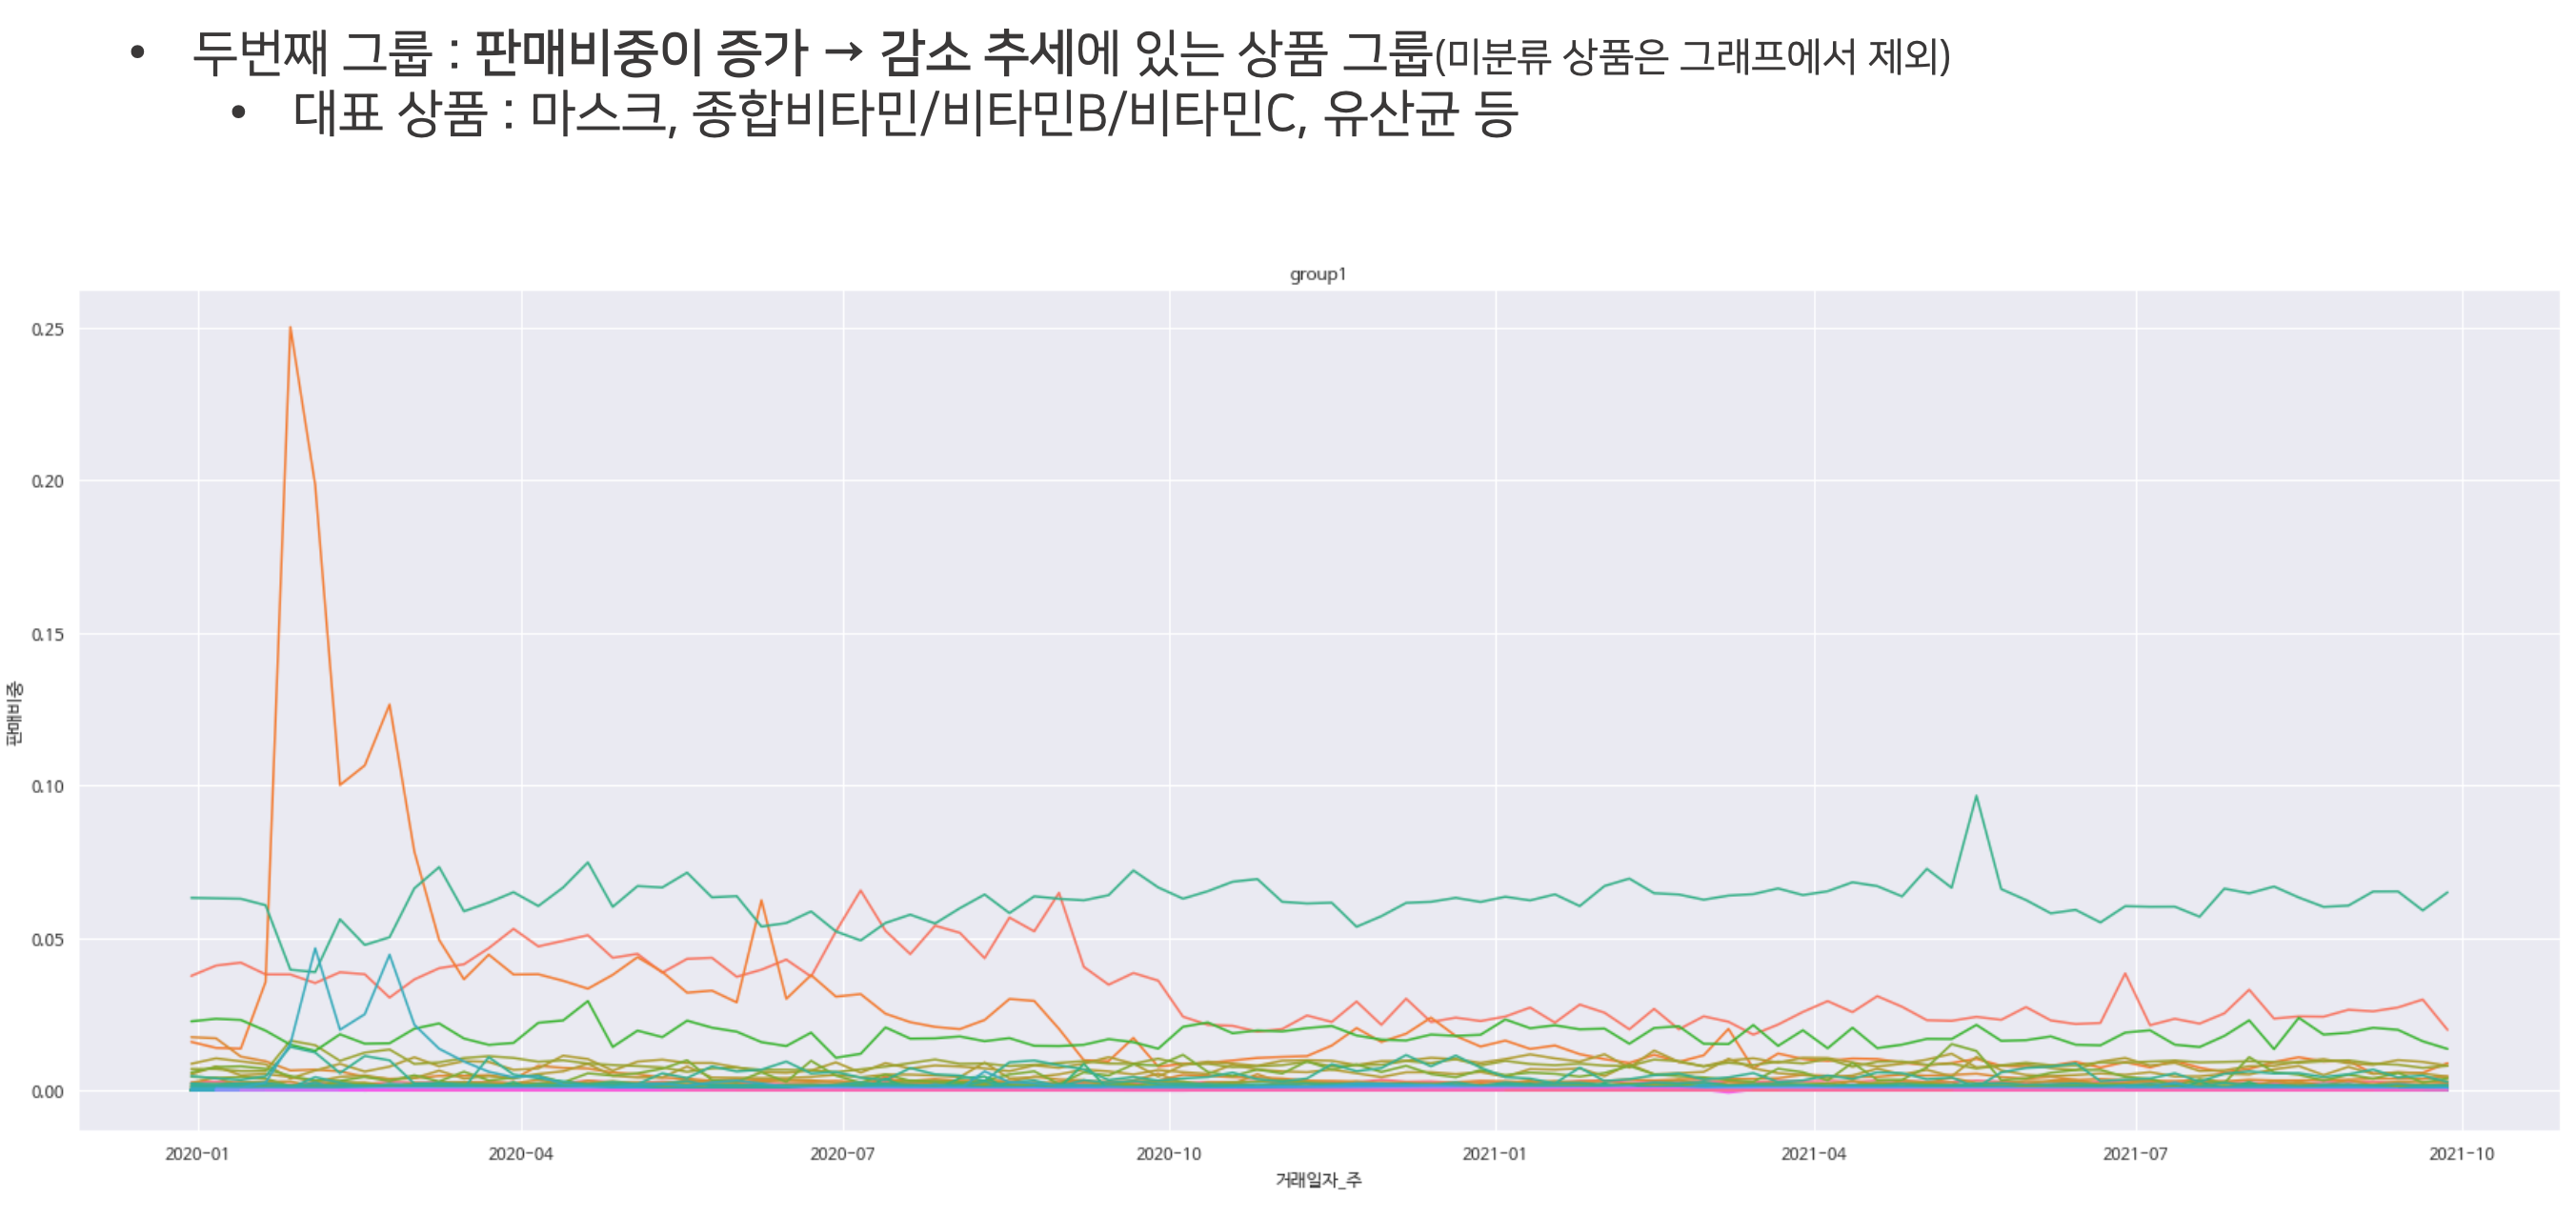 • 두번째 그룹 : 판매비중이 증가 → 감소 추세에 있는 상품 그룹(미분류 상품은 그래프에서 제외)
• 대표 상품 : 마스크, 종합비타민/비타민B/비타민C, 유산균 등
group1
0.25
0.20
0.15
0.10
0.05
0.00
판매비중
2020-01 2020-04 2020-07 2020-10 2021-01 2021-04 2021-07 2021-10
거래일자_주